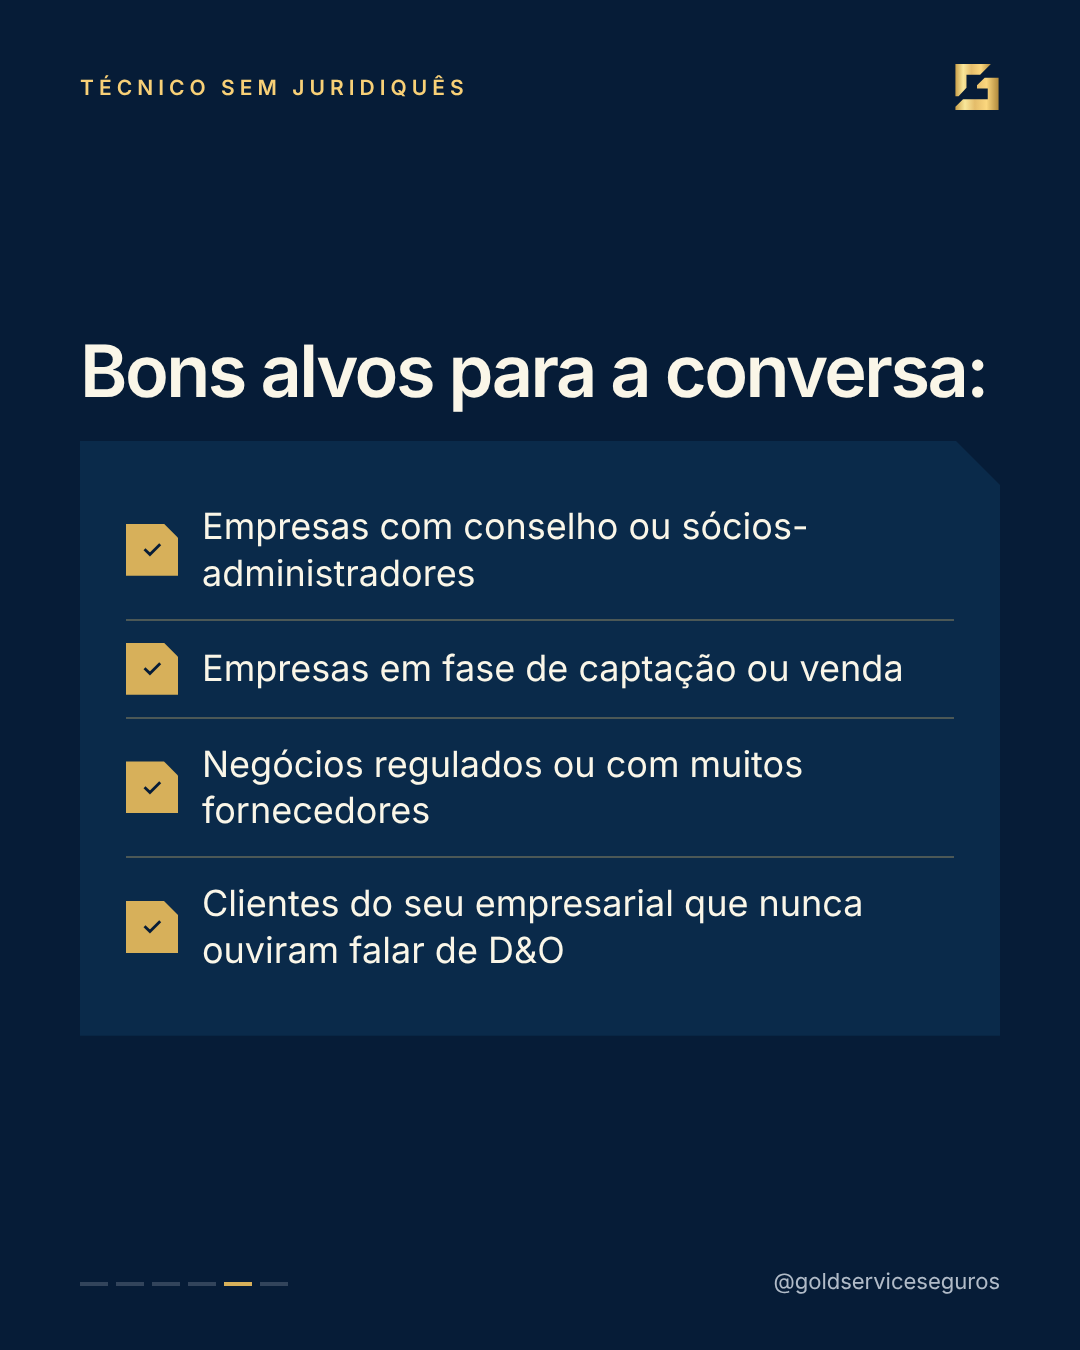 TÉCNICO SEM JURIDIQUÊS
Bons alvos para a conversa:
Empresas com conselho ou sócios-
administradores
Empresas em fase de captação ou venda
Negócios regulados ou com muitos
fornecedores
Clientes do seu empresarial que nunca
ouviram falar de D&O
@goldserviceseguros